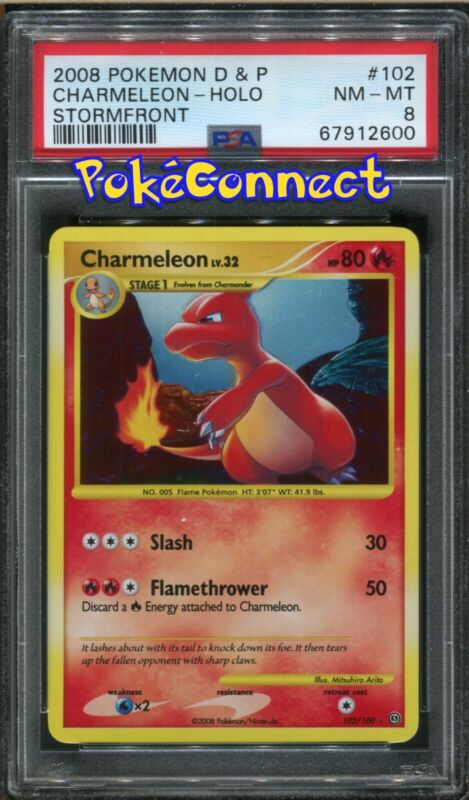 2008 POKEMON D & P #102
CHARMELEON - HOLO NM - MT
STORMFRONT 8
PSA 67912600
PokéConnect
Charmeleon LV.32 HP 80
STAGE 1 Evolves from Charmander
NO. 005 Flame Pokémon HT: 3'07" WT: 41.9 lbs.
Slash 30
Flamethrower 50
Discard a Energy attached to Charmeleon.
It lashes about with its tail to knock down its foe. It then tears
up the fallen opponent with sharp claws.
Illus. Mitsuhiro Arita
weakness resistance retreat cost
×2
©2008 Pokémon/Nintendo 102/100
PSA